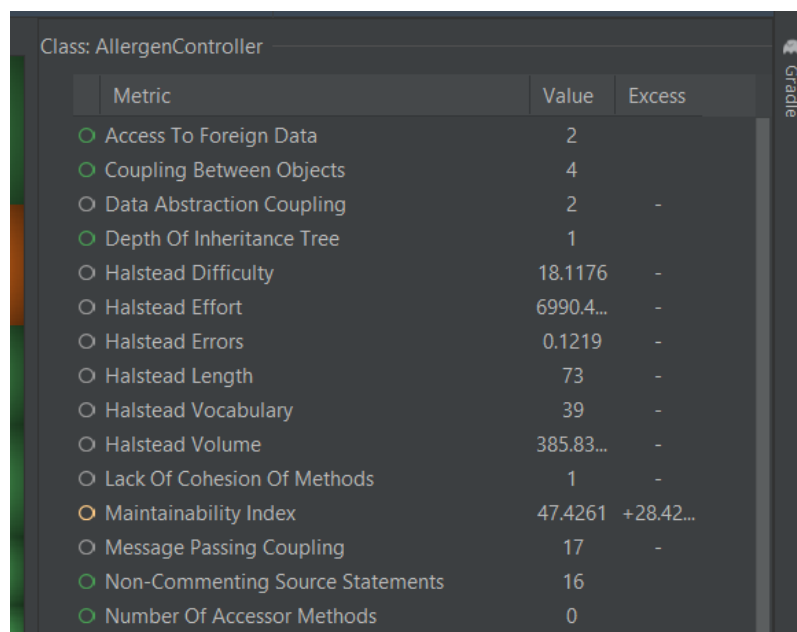 Class: AllergenController
Metric Value Excess
Access To Foreign Data 2
Coupling Between Objects 4
Data Abstraction Coupling 2 -
Depth Of Inheritance Tree 1
Halstead Difficulty 18.1176 -
Halstead Effort 6990.4... -
Halstead Errors 0.1219 -
Halstead Length 73 -
Halstead Vocabulary 39 -
Halstead Volume 385.83... -
Lack Of Cohesion Of Methods 1 -
Maintainability Index 47.4261 +28.42...
Message Passing Coupling 17 -
Non-Commenting Source Statements 16
Number Of Accessor Methods 0
Gradle